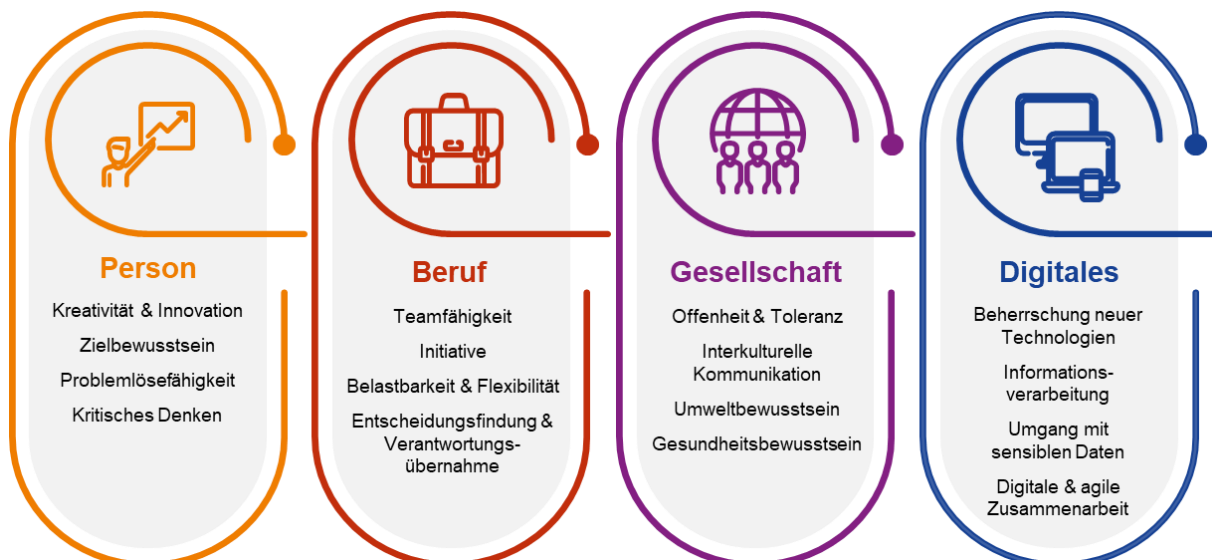 Person
Kreativität & Innovation
Zielbewusstsein
Problemlösefähigkeit
Kritisches Denken
Beruf
Teamfähigkeit
Initiative
Belastbarkeit & Flexibilität
Entscheidungsfindung &
Verantwortungs-
übernahme
Gesellschaft
Offenheit & Toleranz
Interkulturelle
Kommunikation
Umweltbewusstsein
Gesundheitsbewusstsein
Digitales
Beherrschung neuer
Technologien
Informations-
verarbeitung
Umgang mit
sensiblen Daten
Digitale & agile
Zusammenarbeit